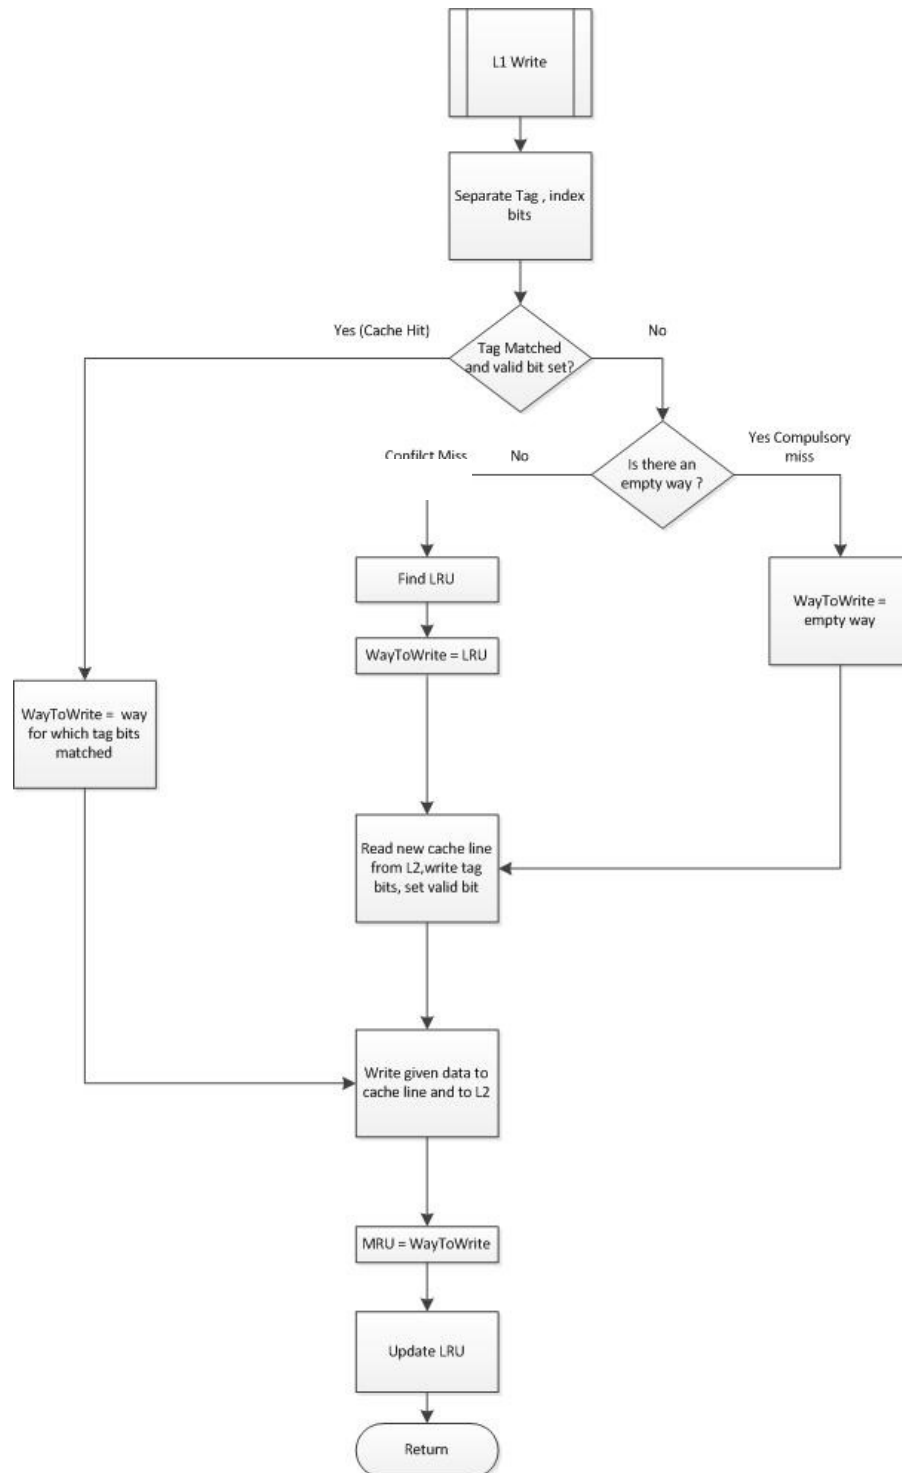 L1 Write
Separate Tag , index
bits
Yes (Cache Hit)
No
Tag Matched
and valid bit set?
Yes Compulsory
miss
Confilct Miss
No
Is there an
empty way ?
Find LRU
WayToWrite =
empty way
WayToWrite = LRU
WayToWrite =  way
for which tag bits
matched
Read new cache line
from L2,write tag
bits, set valid bit
Write given data to
cache line and to L2
MRU = WayToWrite
Update LRU
Return